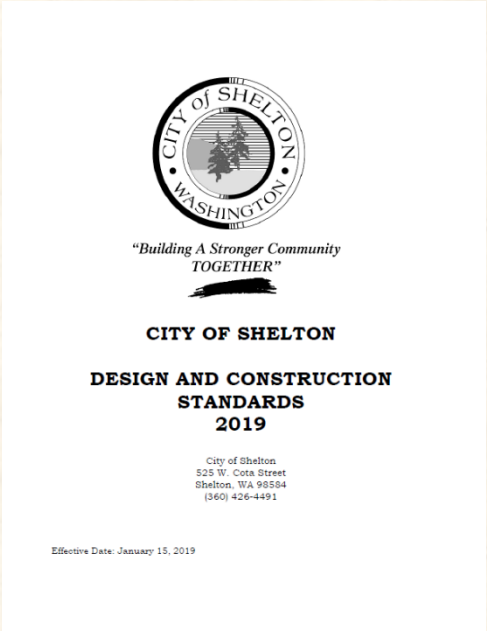 CITY of SHELTON
WASHINGTON
“Building A Stronger Community
TOGETHER”
CITY OF SHELTON
DESIGN AND CONSTRUCTION
STANDARDS
2019
City of Shelton
525 W. Cota Street
Shelton, WA 98584
(360) 426-4491
Effective Date: January 15, 2019